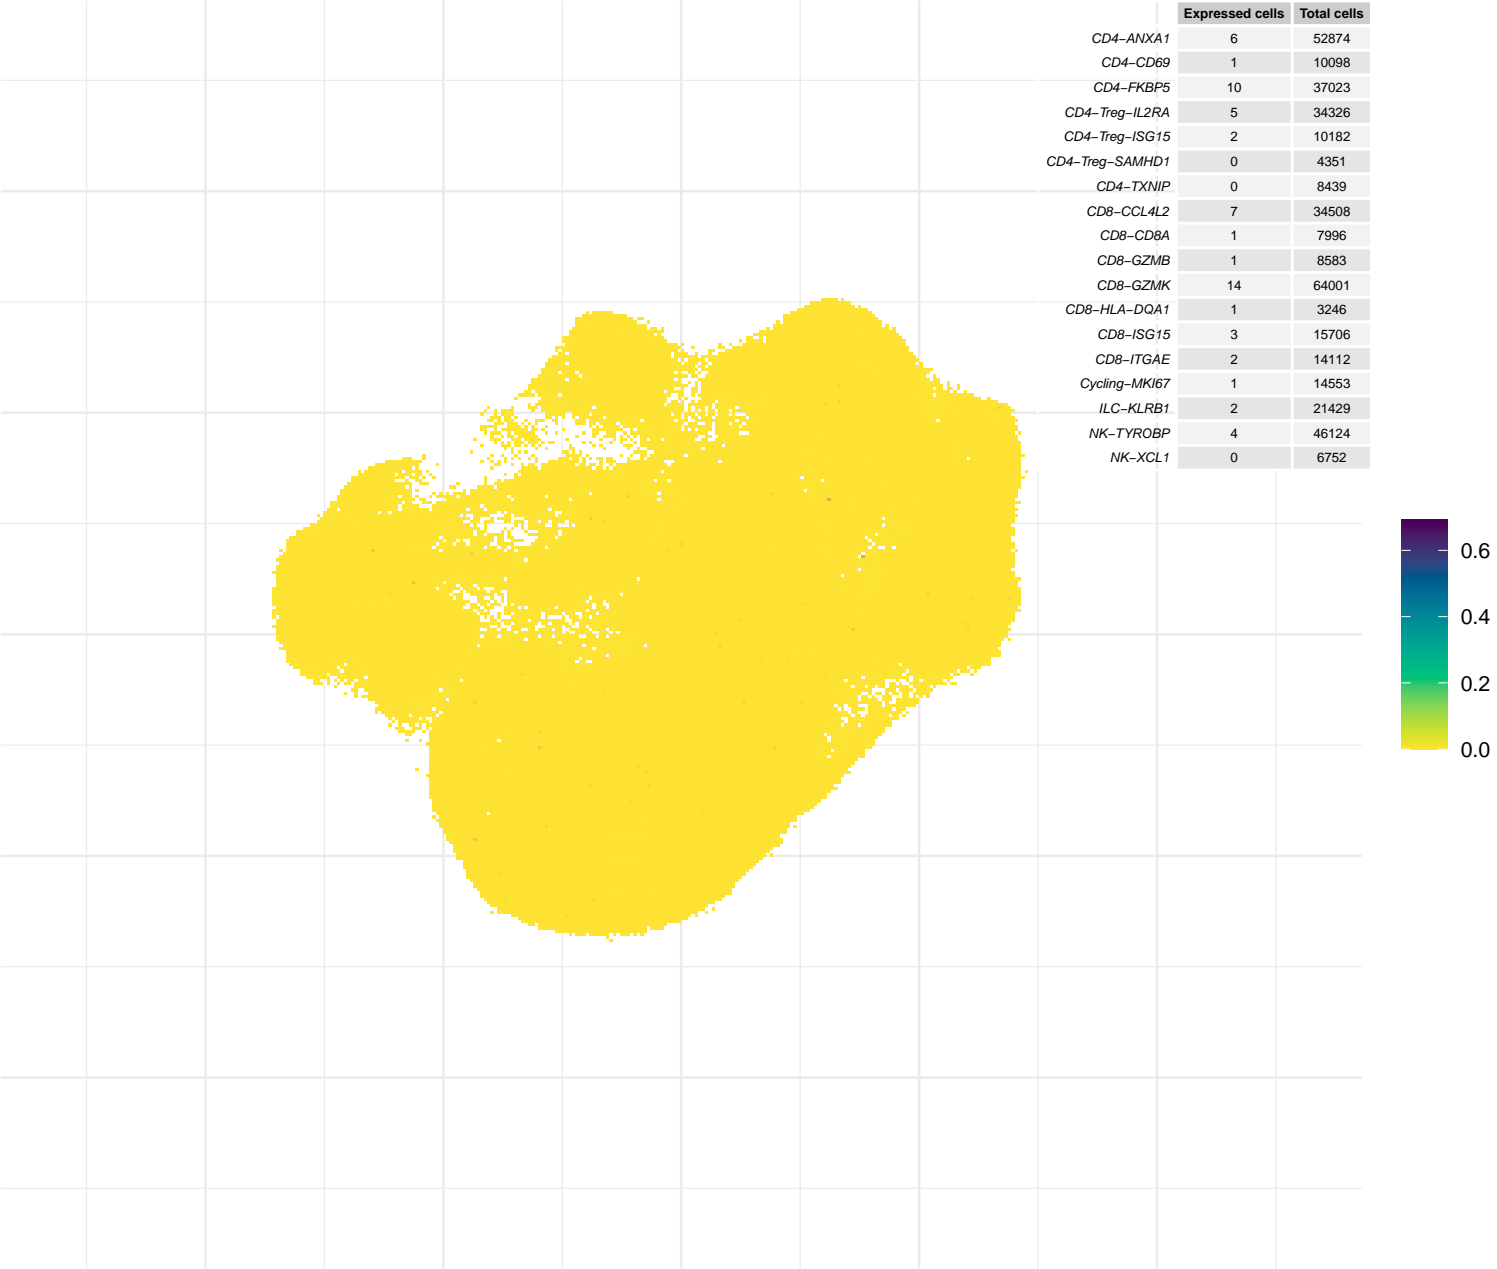 Expressed cells Total cells
CD4−ANXA1 6 52874
CD4−CD69 1 10098
CD4−FKBP5 10 37023
CD4−Treg−IL2RA 5 34326
CD4−Treg−ISG15 2 10182
CD4−Treg−SAMHD1 0 4351
CD4−TXNIP 0 8439
CD8−CCL4L2 7 34508
CD8−CD8A 1 7996
CD8−GZMB 1 8583
CD8−GZMK 14 64001
CD8−HLA−DQA1 1 3246
CD8−ISG15 3 15706
CD8−ITGAE 2 14112
Cycling−MKI67 1 14553
ILC−KLRB1 2 21429
NK−TYROBP 4 46124
NK−XCL1 0 6752
0.6
0.4
0.2
0.0